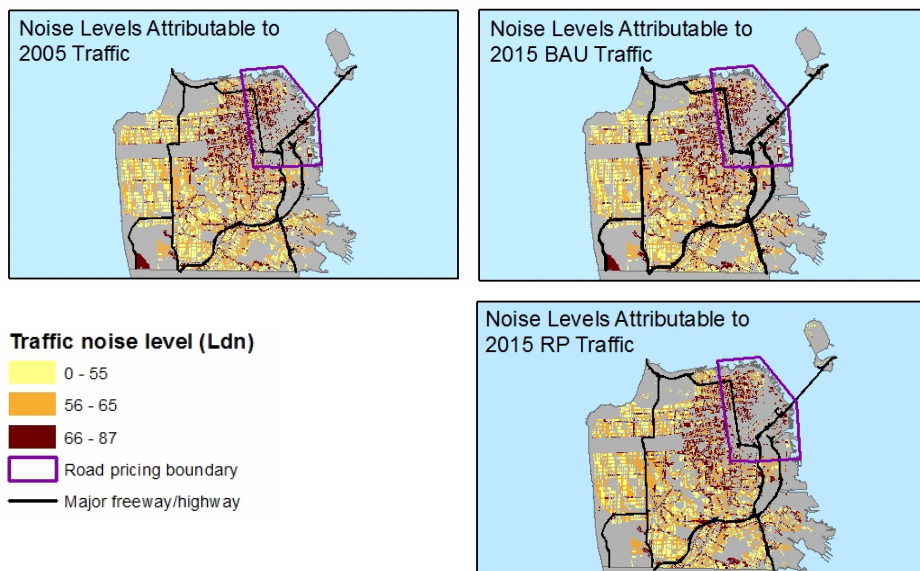 Noise Levels Attributable to
2005 Traffic
Noise Levels Attributable to
2015 BAU Traffic
Traffic noise level (Ldn)
0 - 55
56 - 65
66 - 87
Road pricing boundary
Major freeway/highway
Noise Levels Attributable to
2015 RP Traffic